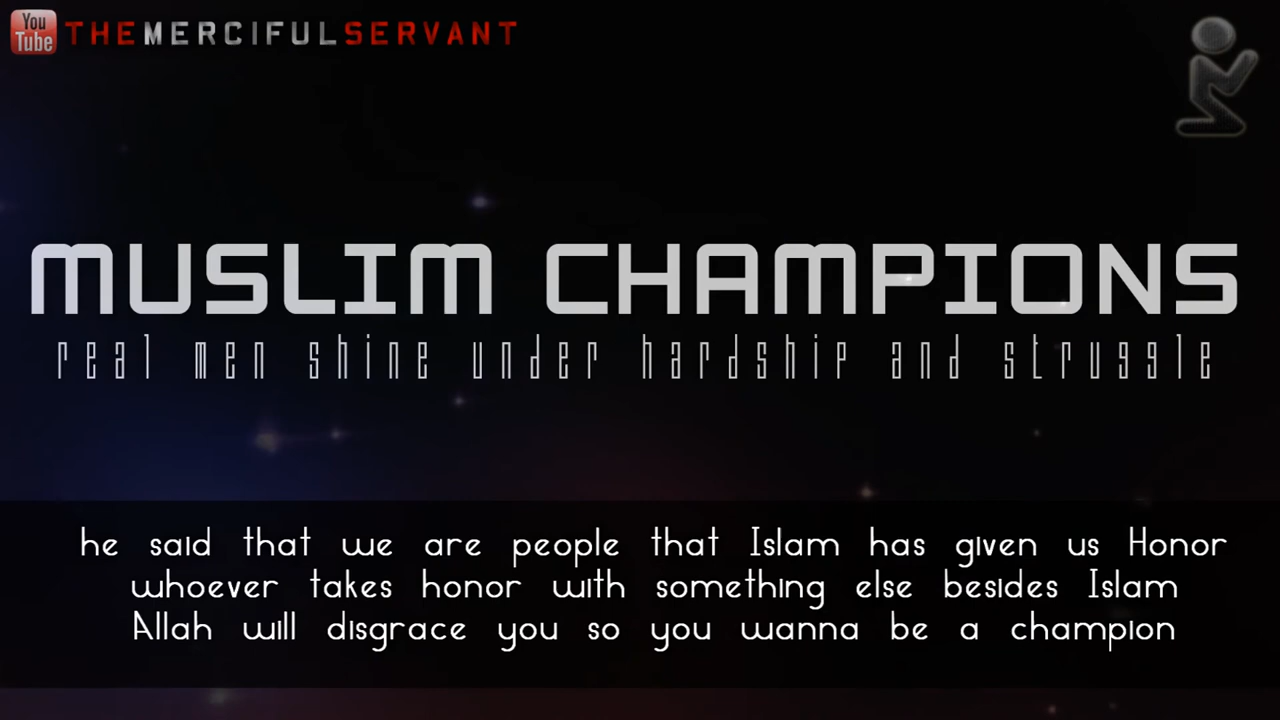 You Tube THEMERCIFULSERVANT
MUSLIM CHAMPIONS
real men shine under hardship and struggle
he said that we are people that Islam has given us Honor
whoever takes honor with something else besides Islam
Allah will disgrace you so you wanna be a champion